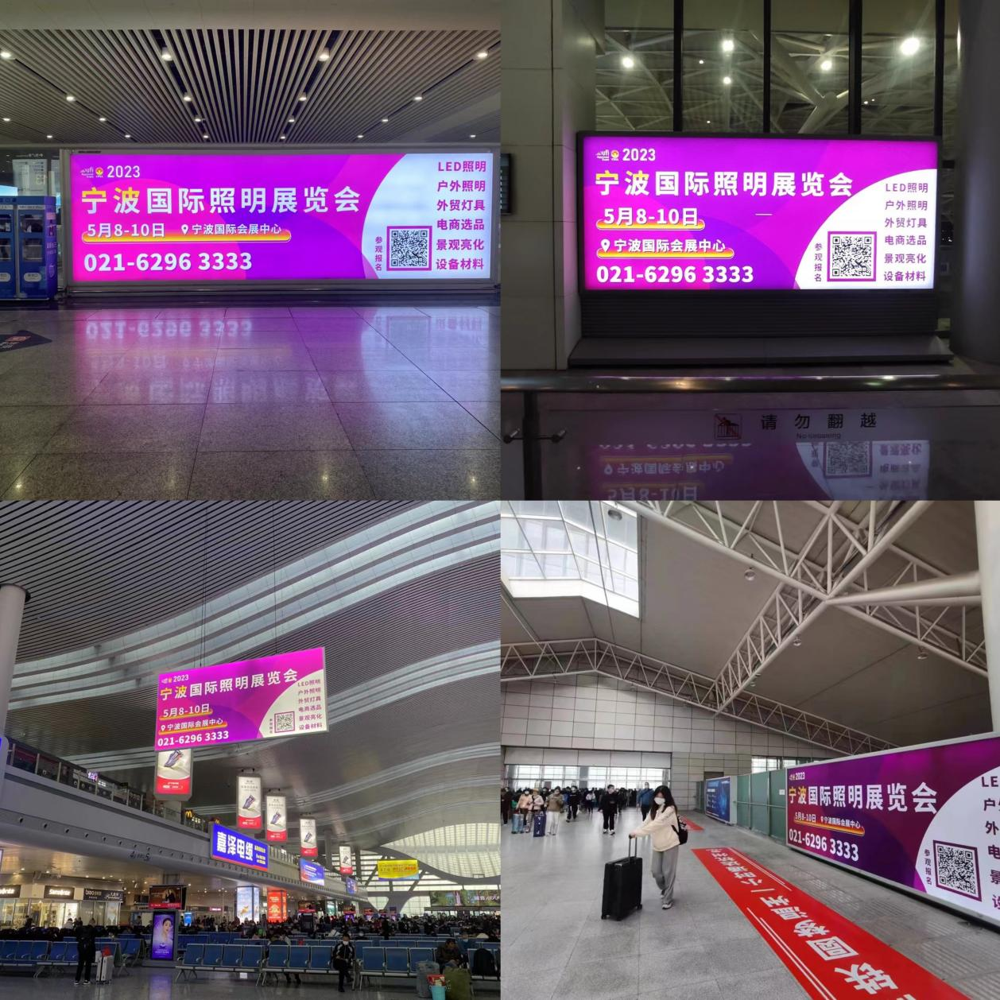 ufi 2023
宁波国际照明展览会
5月8-10日 宁波国际会展中心
021-6296 3333
参观报名
LED照明
户外照明
外贸灯具
电商选品
景观亮化
设备材料
ufi 2023
宁波国际照明展览会
5月8-10日
宁波国际会展中心
021-6296 3333
参观报名
LED照明
户外照明
外贸灯具
电商选品
景观亮化
设备材料
请勿翻越
2023
宁波国际照明展览会
5月8-10日
宁波国际会展中心
021-6296 3333
LED照明
户外照明
外贸灯具
电商选品
景观亮化
设备材料
嘉泽电缆
2023
宁波国际照明展览会
5月8-10日 宁波国际会展中心
021-6296 3333
参观报名
LE
户
外
电
景
设